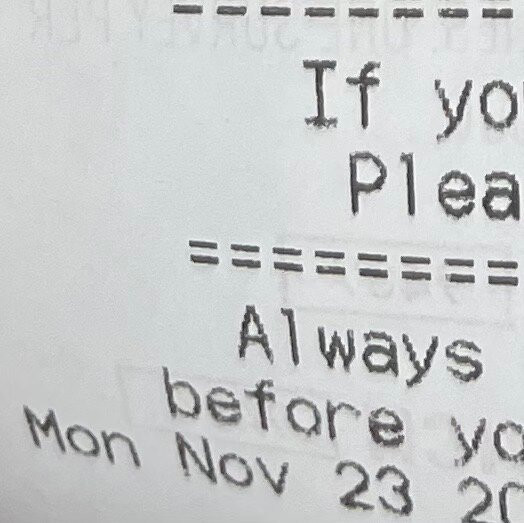 ---------
If yo
Plea
========
Always
before yo
Mon Nov 23 20